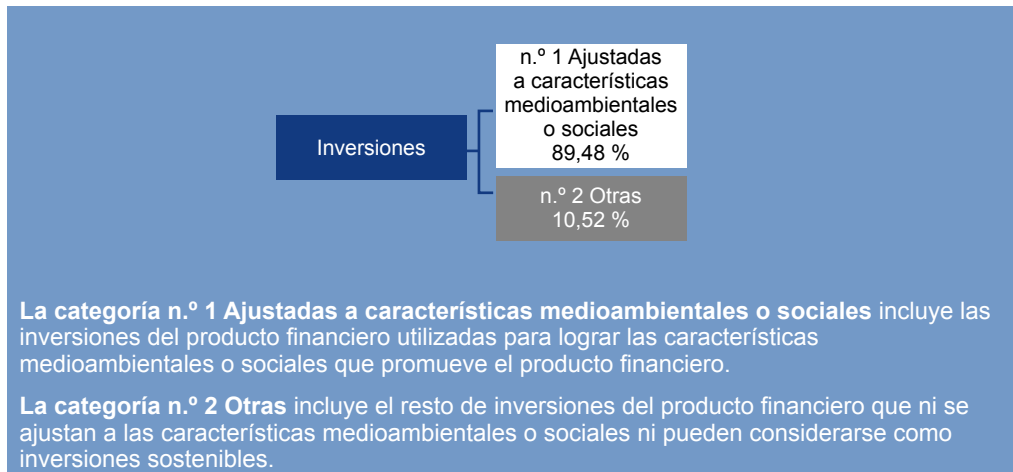 n.º 1 Ajustadas
a características
medioambientales
o sociales
89,48 %
Inversiones
n.º 2 Otras
10,52 %
La categoría n.º 1 Ajustadas a características medioambientales o sociales incluye las
inversiones del producto financiero utilizadas para lograr las características
medioambientales o sociales que promueve el producto financiero.
La categoría n.º 2 Otras incluye el resto de inversiones del producto financiero que ni se
ajustan a las características medioambientales o sociales ni pueden considerarse como
inversiones sostenibles.